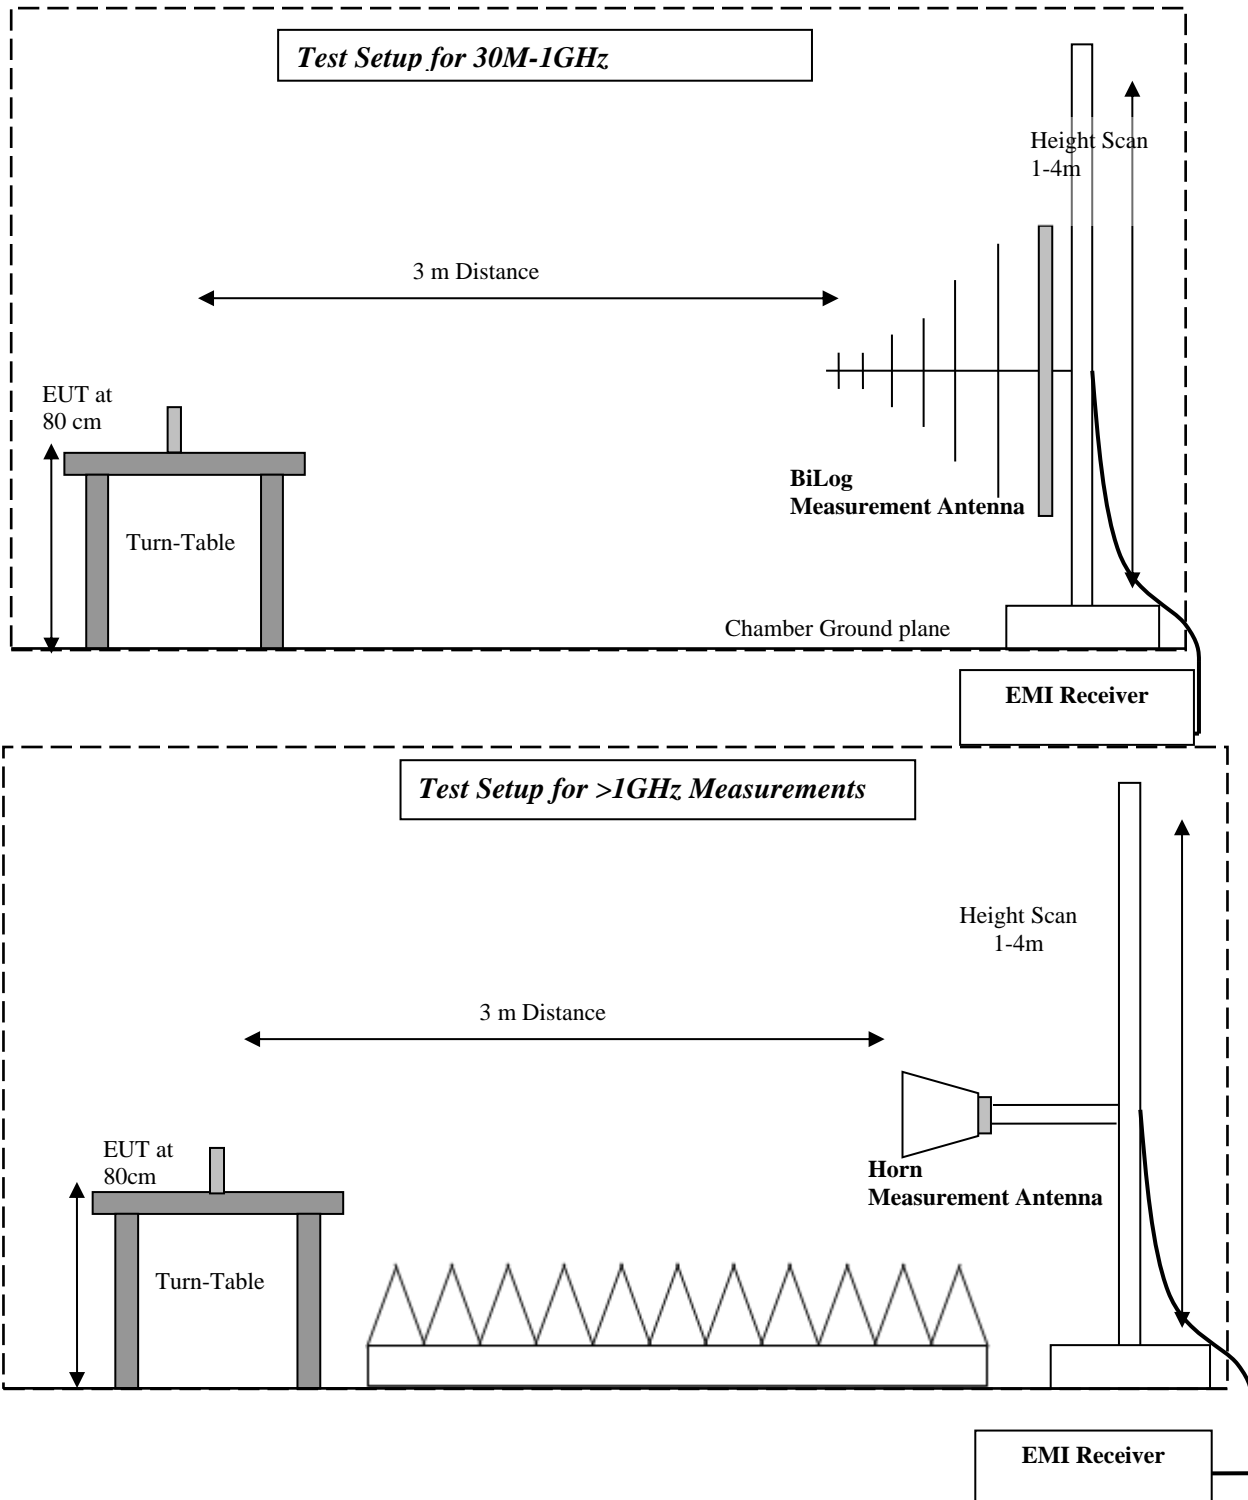 Test Setup for 30M-1GHz
Height Scan
1-4m
3 m Distance
EUT at
80 cm
BiLog
Measurement Antenna
Turn-Table
Chamber Ground plane
EMI Receiver
Test Setup for >1GHz Measurements
Height Scan
1-4m
3 m Distance
EUT at
80cm
Horn
Measurement Antenna
Turn-Table
EMI Receiver